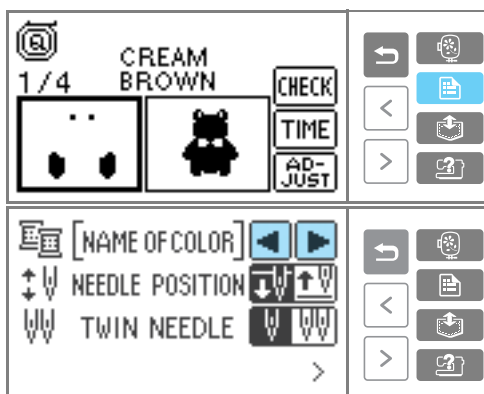 CREAM
1/4 BROWN
CHECK
TIME
AD-
JUST
[NAME OF COLOR]
NEEDLE POSITION
TWIN NEEDLE